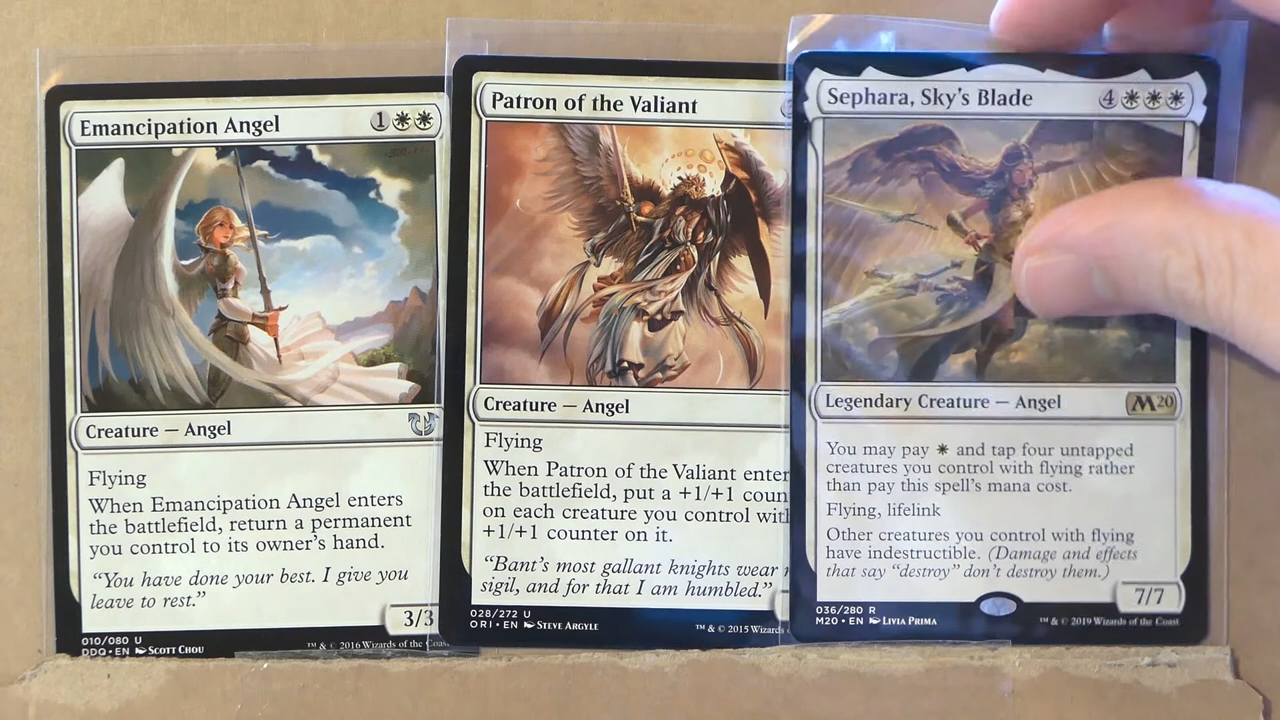 Emancipation Angel
1
Creature — Angel
Flying
When Emancipation Angel enters
the battlefield, return a permanent
you control to its owner's hand.
"You have done your best. I give you
leave to rest."
3/3
010/080 U
DDQ • EN Scott Chou
™ & © 2016 Wizards of the Coas
Patron of the Valiant
Creature — Angel
Flying
When Patron of the Valiant enter
the battlefield, put a +1/+1 coun
on each creature you control with
+1/+1 counter on it.
"Bant's most gallant knights wear
sigil, and for that I am humbled."
028/272 U
ORI • EN Steve Argyle
™ & © 2015 Wizards
Sephara, Sky's Blade
4
Legendary Creature — Angel
M20
You may pay and tap four untapped
creatures you control with flying rather
than pay this spell's mana cost.
Flying, lifelink
Other creatures you control with flying
have indestructible. (Damage and effects
that say "destroy" don't destroy them.)
7/7
036/280 R
M20 • EN Livia Prima
™ & © 2019 Wizards of the Coast